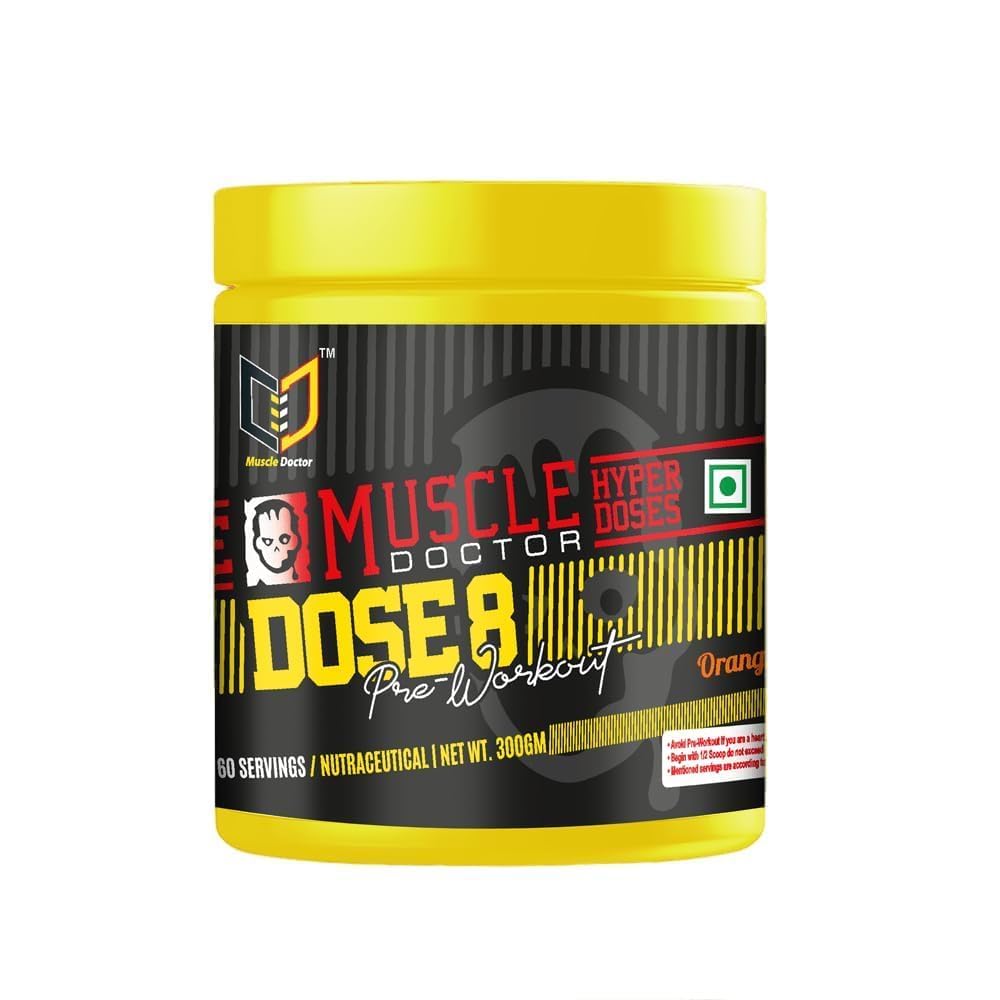 TM
Muscle Doctor
MUSCLE
DOCTOR
HYPER
DOSES
DOSE 8
Pre-Workout
Orang
60 SERVINGS / NUTRACEUTICAL | NET WT. 300GM
• Avoid Pre-Workout if you are a heart
• Begin with 1/2 Scoop do not exceed
• Mentioned servings are according to